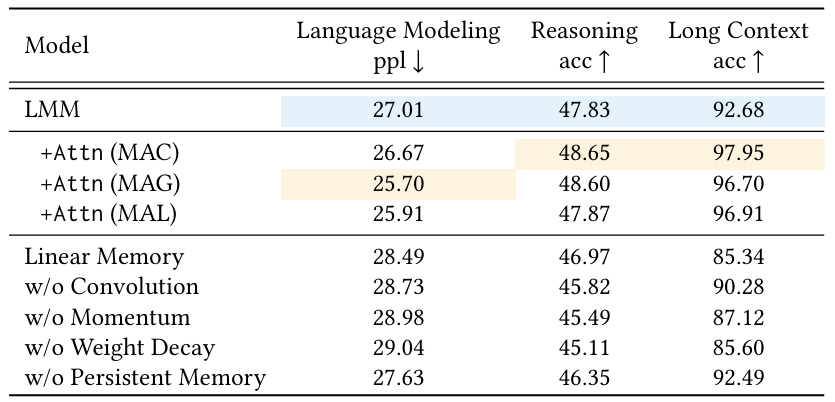 Model Language Modeling Reasoning Long Context
ppl ↓ acc ↑ acc ↑
LMM 27.01 47.83 92.68
+Attn (MAC) 26.67 48.65 97.95
+Attn (MAG) 25.70 48.60 96.70
+Attn (MAL) 25.91 47.87 96.91
Linear Memory 28.49 46.97 85.34
w/o Convolution 28.73 45.82 90.28
w/o Momentum 28.98 45.49 87.12
w/o Weight Decay 29.04 45.11 85.60
w/o Persistent Memory 27.63 46.35 92.49